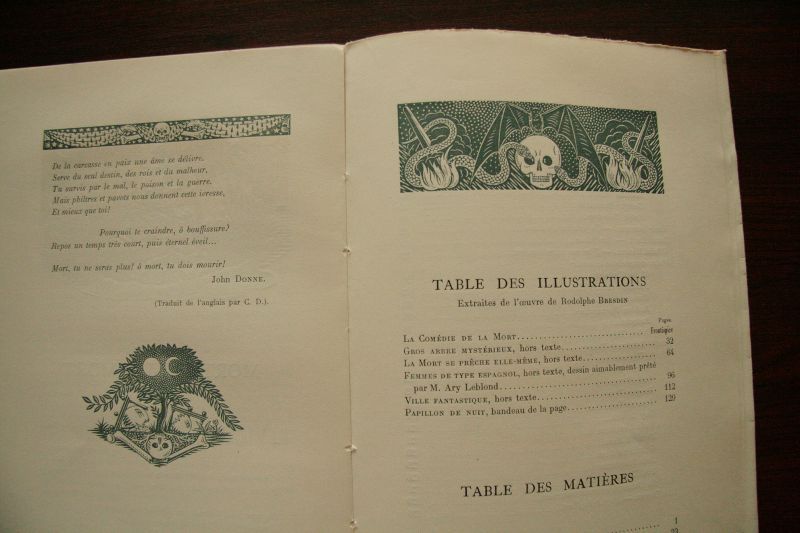 De la carcasse en paix une âme se délivre.
Serve du seul destin, des rois et du malheur,
Tu survis par le mal, le poison et la guerre.
Mais philtres et pavots nous donnent cette ivresse,
Et mieux que toi!
Pourquoi te craindre, ô bouffissure?
Repos un temps très court, puis éternel éveil...
Mort, tu ne seras plus! ô mort, tu dois mourir!
John Donne.
(Traduit de l'anglais par C. D.).
TABLE DES ILLUSTRATIONS
Extraites de l'œuvre de Rodolphe Bresdin
Pages.
La Comédie de la Mort Frontispice
Gros arbre mystérieux, hors texte 32
La Mort se prêche elle-même, hors texte 64
Femmes de type espagnol, hors texte, dessin aimablement prêté
par M. Ary Leblond 96
Ville fantastique, hors texte 112
Papillon de nuit, bandeau de la page 129
TABLE DES MATIÈRES
1